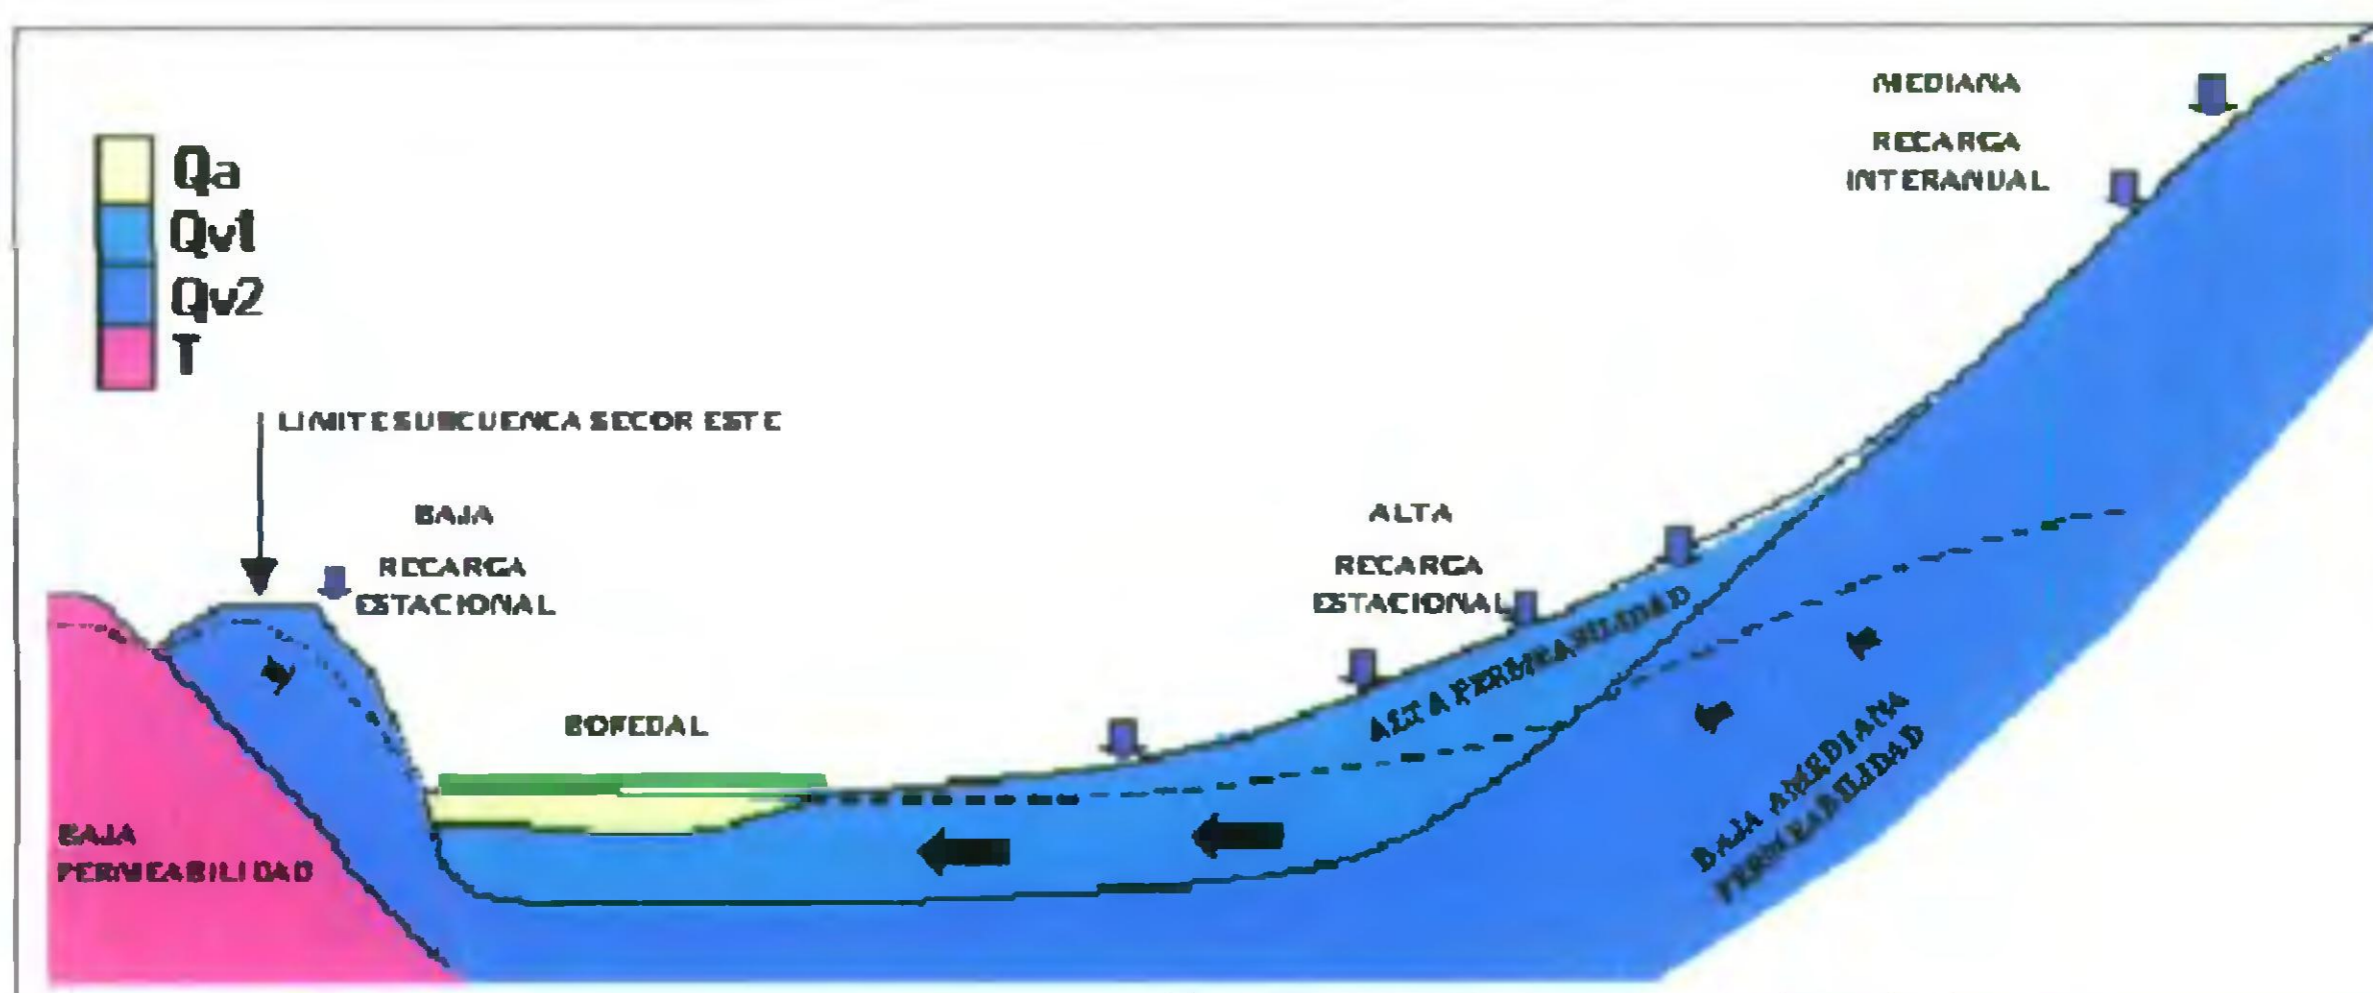 Qa
Qv1
Qv2
T
LIMITE SUBCUENCA SECOR ESTE
MEDIANA
RECARGA
INTERANUAL
BAJA
RECARGA
ESTACIONAL
ALTA
RECARGA
ESTACIONAL
BOFEDAL
ALTA PERMEABILIDAD
BAJA A MEDIANA
PERMEABILIDAD
BAJA
PERMEABILIDAD